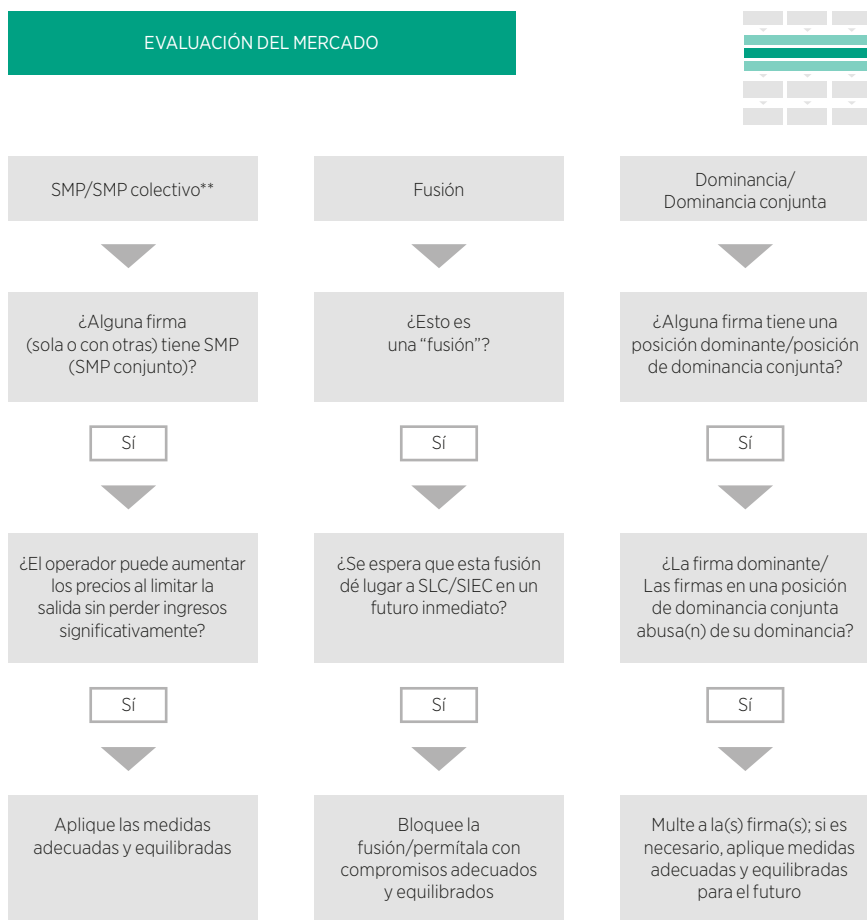 EVALUACIÓN DEL MERCADO
SMP/SMP colectivo**
Fusión
Dominancia/
Dominancia conjunta
¿Alguna firma
(sola o con otras) tiene SMP
(SMP conjunto)?
¿Esto es
una “fusión”?
¿Alguna firma tiene una
posición dominante/posición
de dominancia conjunta?
Sí
Sí
Sí
¿El operador puede aumentar
los precios al limitar la
salida sin perder ingresos
significativamente?
¿Se espera que esta fusión
dé lugar a SLC/SIEC en un
futuro inmediato?
¿La firma dominante/
Las firmas en una posición
de dominancia conjunta
abusa(n) de su dominancia?
Sí
Sí
Sí
Aplique las medidas
adecuadas y equilibradas
Bloquee la
fusión/permítala con
compromisos adecuados
y equilibrados
Multe a la(s) firma(s); si es
necesario, aplique medidas
adecuadas y equilibradas
para el futuro